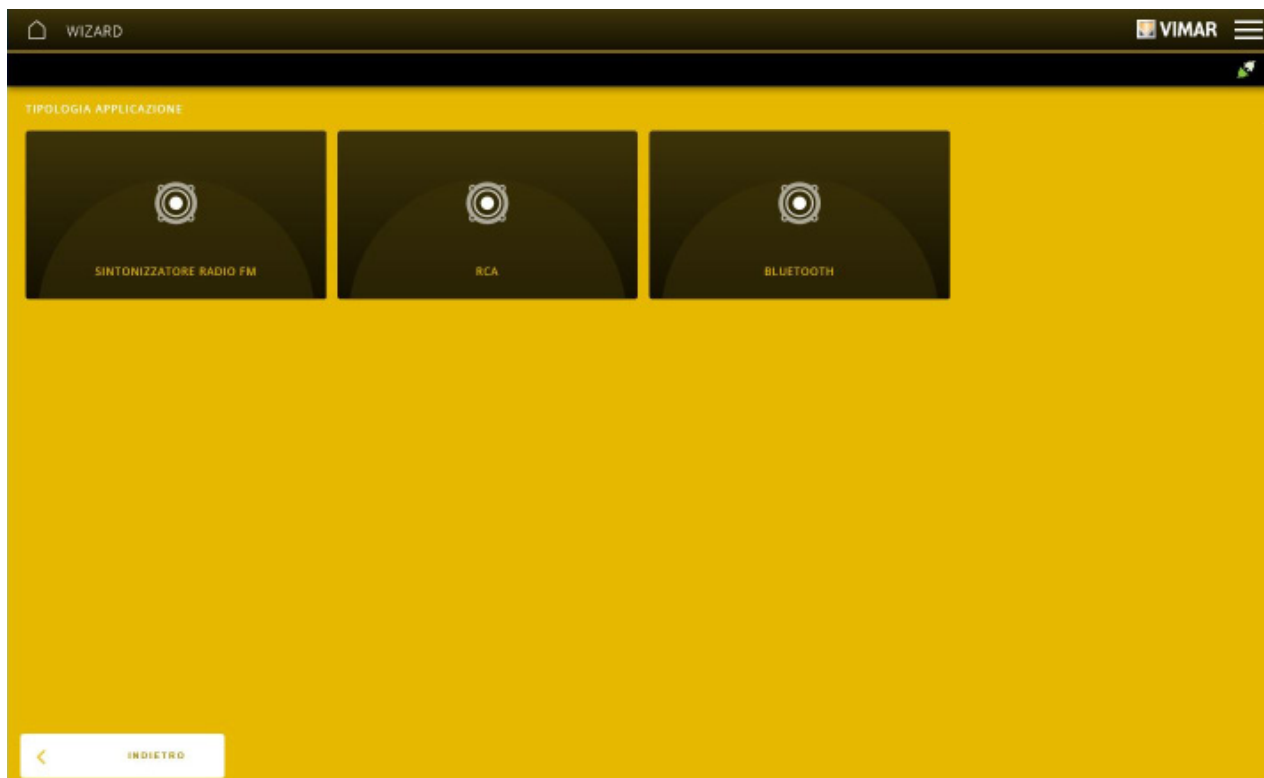 WIZARD
VIMAR
TIPOLOGIA APPLICAZIONE
SINTONIZZATORE RADIO FM
RCA
BLUETOOTH
INDIETRO